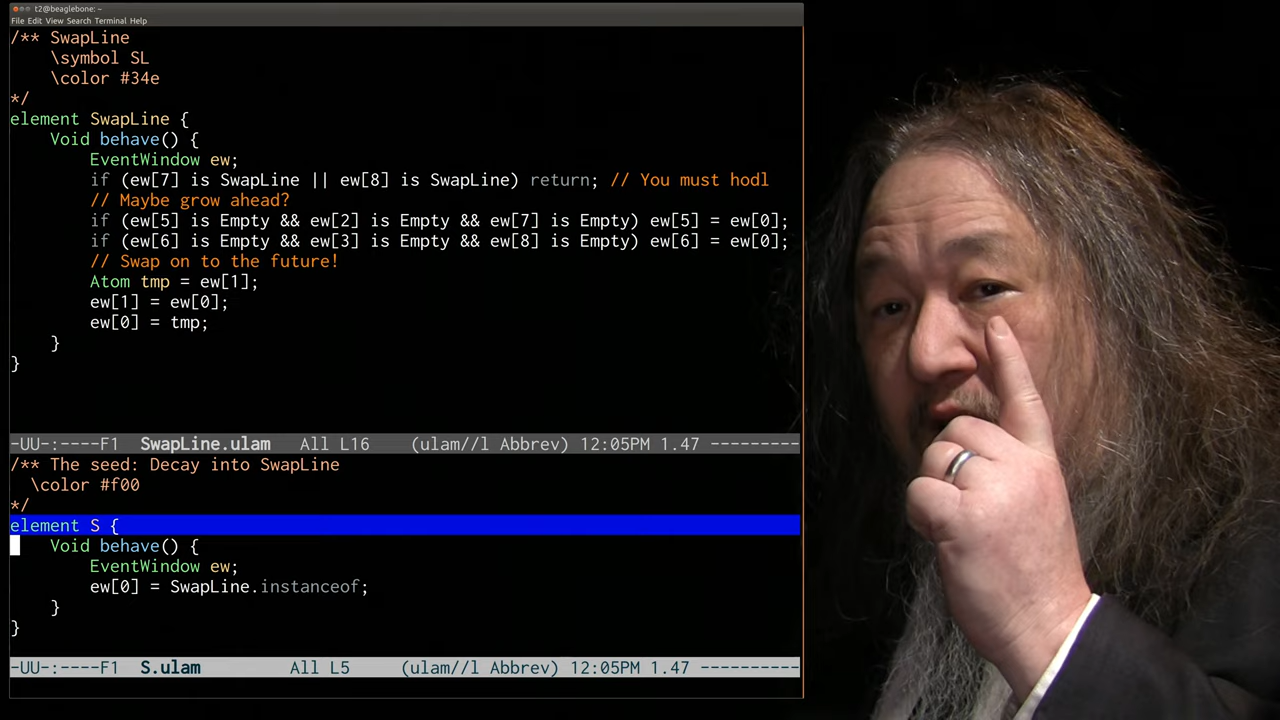 t2@beaglebone: ~
File Edit View Search Terminal Help
/** SwapLine
    \symbol SL
    \color #34e
*/
element SwapLine {
    Void behave() {
        EventWindow ew;
        if (ew[7] is SwapLine || ew[8] is SwapLine) return; // You must hodl
        // Maybe grow ahead?
        if (ew[5] is Empty && ew[2] is Empty && ew[7] is Empty) ew[5] = ew[0];
        if (ew[6] is Empty && ew[3] is Empty && ew[8] is Empty) ew[6] = ew[0];
        // Swap on to the future!
        Atom tmp = ew[1];
        ew[1] = ew[0];
        ew[0] = tmp;
    }
}
-UU-:----F1  SwapLine.ulam   All L16    (ulam//l Abbrev) 12:05PM 1.47 ---------
/** The seed: Decay into SwapLine
  \color #f00
*/
element S {
    Void behave() {
        EventWindow ew;
        ew[0] = SwapLine.instanceof;
    }
}
-UU-:----F1  S.ulam         All L5     (ulam//l Abbrev) 12:05PM 1.47 ----------